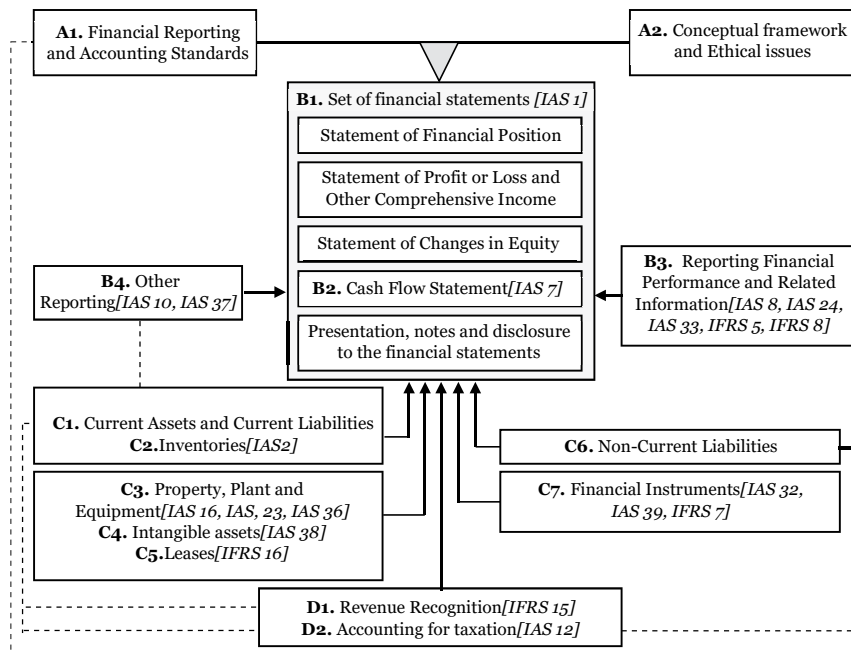 A1. Financial Reporting
and Accounting Standards
A2. Conceptual framework
and Ethical issues
B1. Set of financial statements [IAS 1]
Statement of Financial Position
Statement of Profit or Loss and
Other Comprehensive Income
Statement of Changes in Equity
B2. Cash Flow Statement[IAS 7]
Presentation, notes and disclosure
to the financial statements
B4. Other
Reporting[IAS 10, IAS 37]
B3. Reporting Financial
Performance and Related
Information[IAS 8, IAS 24,
IAS 33, IFRS 5, IFRS 8]
C1. Current Assets and Current Liabilities
C2.Inventories[IAS2]
C3. Property, Plant and
Equipment[IAS 16, IAS, 23, IAS 36]
C4. Intangible assets[IAS 38]
C5.Leases[IFRS 16]
C6. Non-Current Liabilities
C7. Financial Instruments[IAS 32,
IAS 39, IFRS 7]
D1. Revenue Recognition[IFRS 15]
D2. Accounting for taxation[IAS 12]